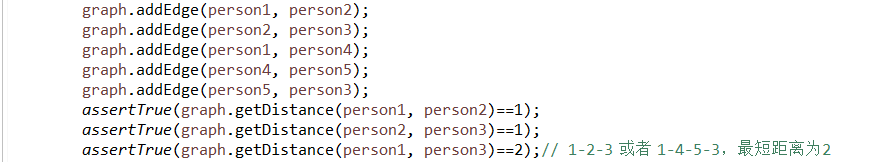 graph.addEdge(person1, person2);
graph.addEdge(person2, person3);
graph.addEdge(person1, person4);
graph.addEdge(person4, person5);
graph.addEdge(person5, person3);
assertTrue(graph.getDistance(person1, person2)==1);
assertTrue(graph.getDistance(person2, person3)==1);
assertTrue(graph.getDistance(person1, person3)==2);// 1-2-3 或者 1-4-5-3，最短距离为2